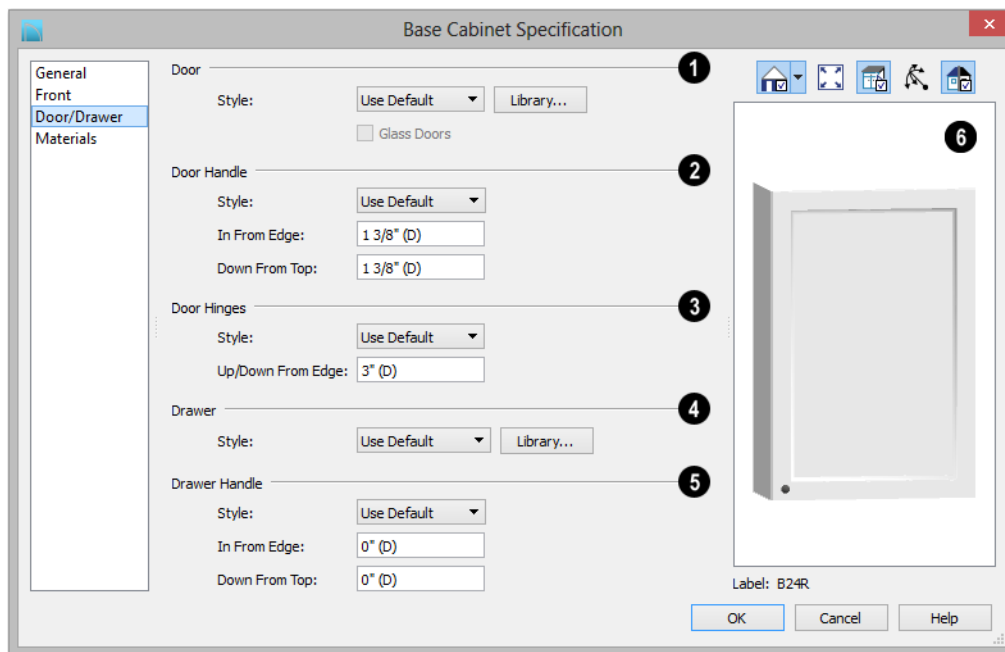 Base Cabinet Specification
General
Front
Door/Drawer
Materials
Door 1
Style: Use Default Library...
Glass Doors
Door Handle 2
Style: Use Default
In From Edge: 1 3/8" (D)
Down From Top: 1 3/8" (D)
Door Hinges 3
Style: Use Default
Up/Down From Edge: 3" (D)
Drawer 4
Style: Use Default Library...
Drawer Handle 5
Style: Use Default
In From Edge: 0" (D)
Down From Top: 0" (D)
6
Label: B24R
OK Cancel Help